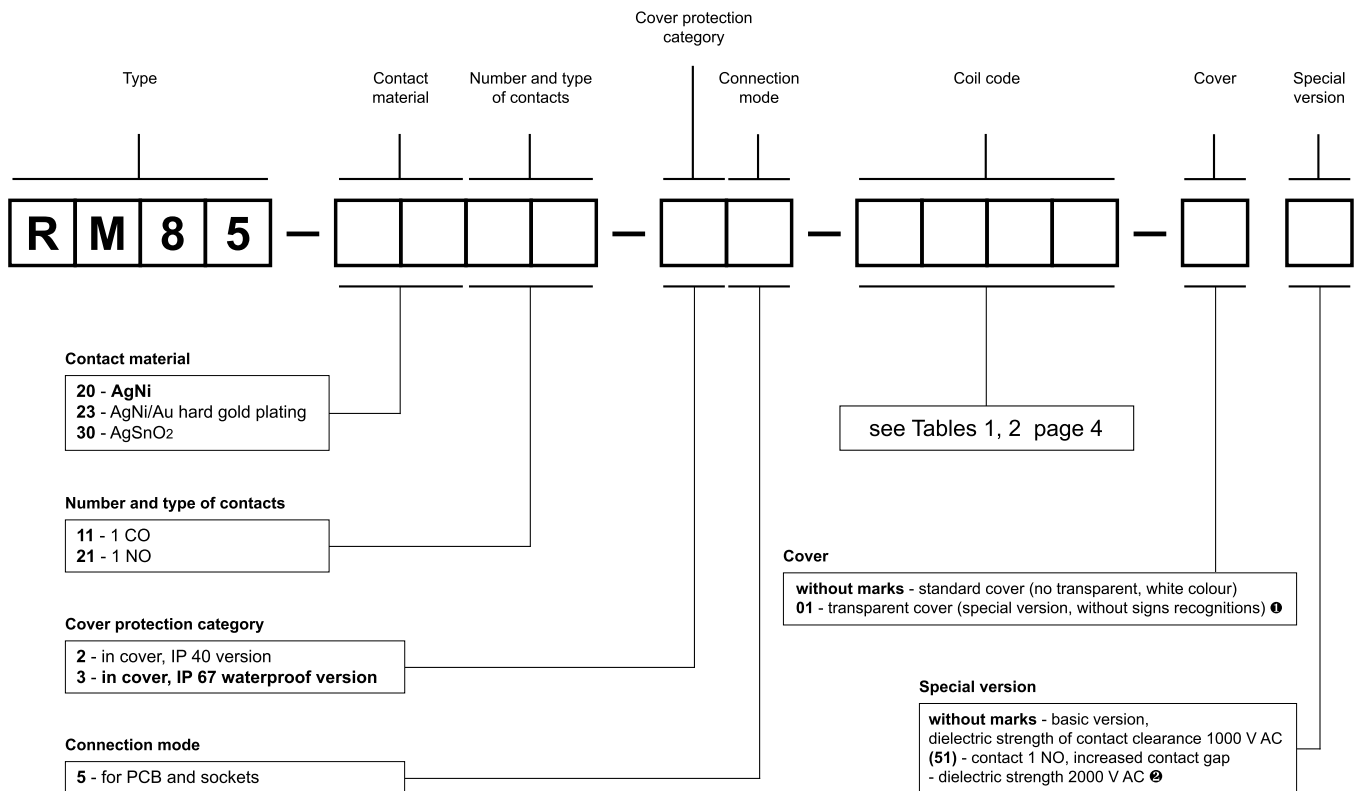 Cover protection
category
Type
Contact
material
Number and type
of contacts
Connection
mode
Coil code
Cover
Special
version
R M 8 5 – – – –
Contact material
20 - AgNi
23 - AgNi/Au hard gold plating
30 - AgSnO2
see Tables 1, 2 page 4
Number and type of contacts
11 - 1 CO
21 - 1 NO
Cover
without marks - standard cover (no transparent, white colour)
01 - transparent cover (special version, without signs recognitions) ❶
Cover protection category
2 - in cover, IP 40 version
3 - in cover, IP 67 waterproof version
Special version
without marks - basic version,
dielectric strength of contact clearance 1000 V AC
(51) - contact 1 NO, increased contact gap
- dielectric strength 2000 V AC ❷
Connection mode
5 - for PCB and sockets